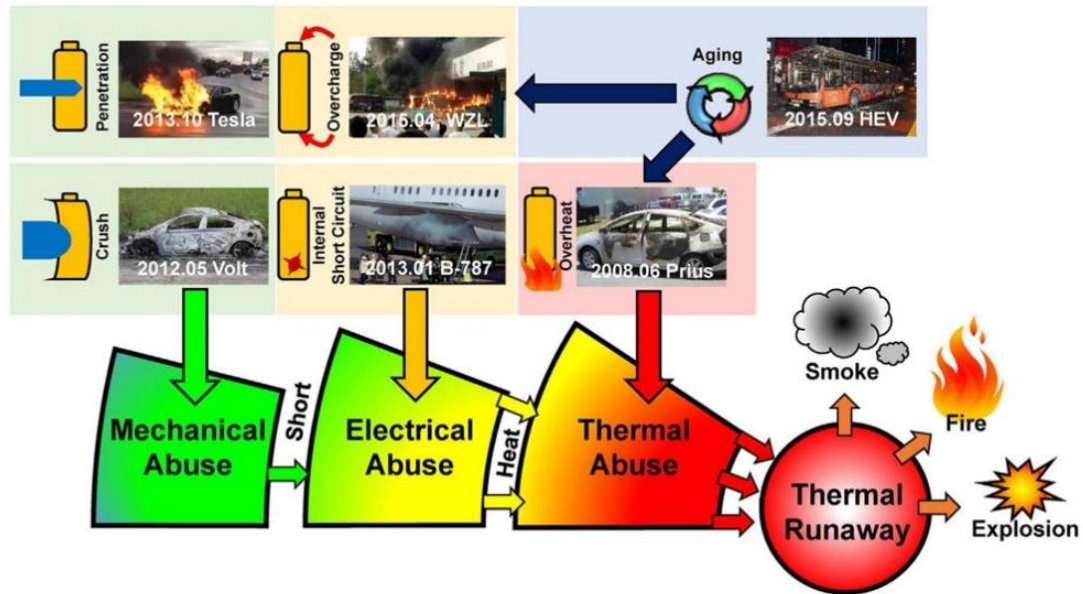 Penetration
2013.10 Tesla
Overcharge
2015.04 WZL
Aging
2015.09 HEV
Crush
2012.05 Volt
Internal
Short Circuit
2013.01 B-787
Overheat
2008.06 Prius
Mechanical
Abuse
Short
Electrical
Abuse
Heat
Thermal
Abuse
Thermal
Runaway
Smoke
Fire
Explosion